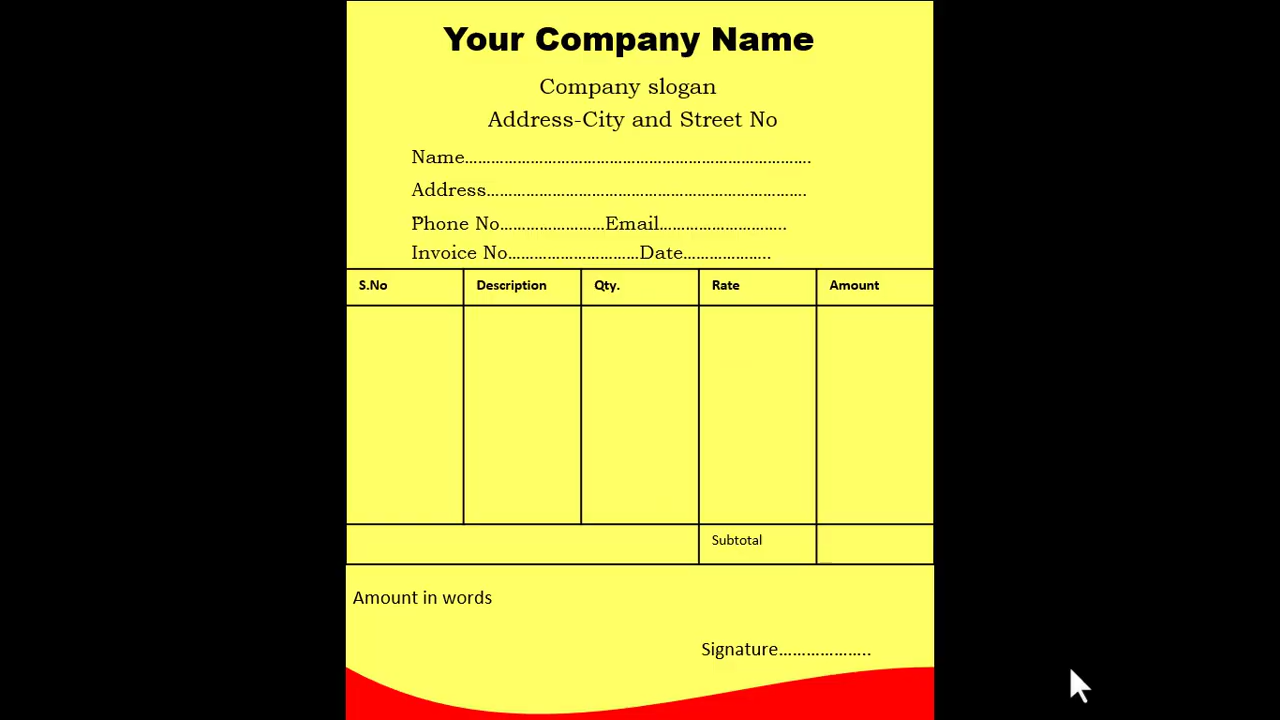 Your Company Name
Company slogan
Address-City and Street No
Name…………………………………………………………………….
Address……………………………………………………………….
Phone No……………………Email………………………..
Invoice No…………………………Date………………..
S.No Description Qty. Rate Amount
Subtotal
Amount in words
Signature………………..